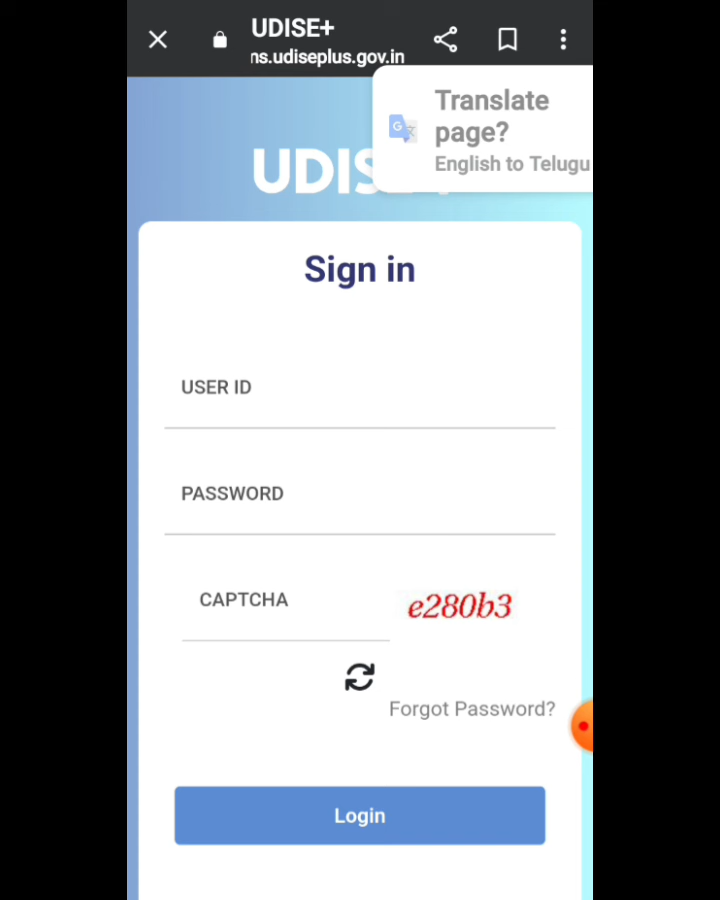 UDISE+
ns.udiseplus.gov.in
Translate
page?
English to Telugu
Sign in
USER ID
PASSWORD
CAPTCHA
e280b3
Forgot Password?
Login